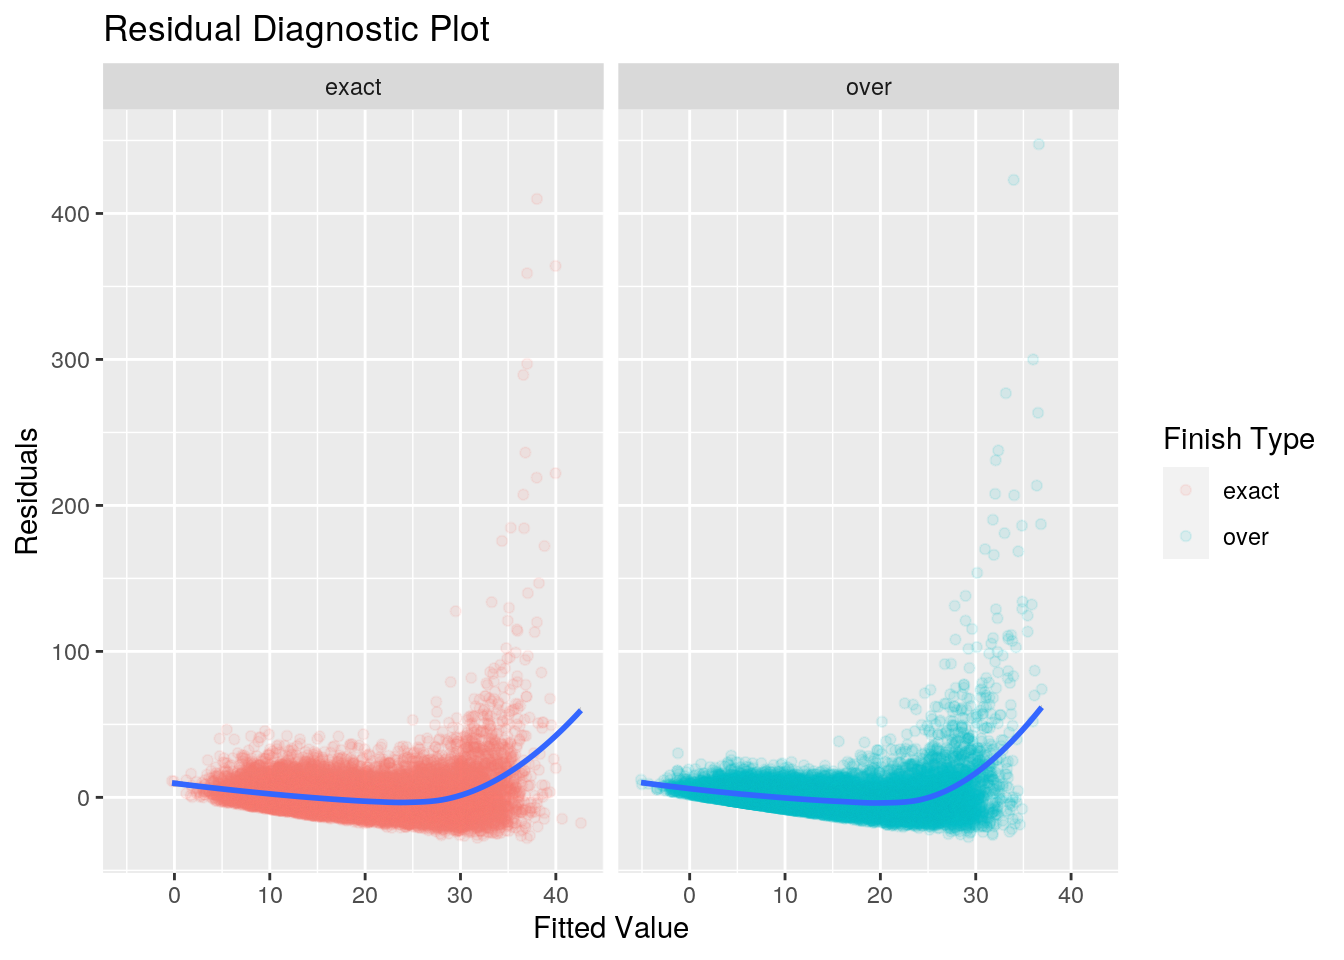 Residual Diagnostic Plot
exact
over
400
300
200
100
0
Residuals
0 10 20 30 40
0 10 20 30 40
Fitted Value
Finish Type
exact
over